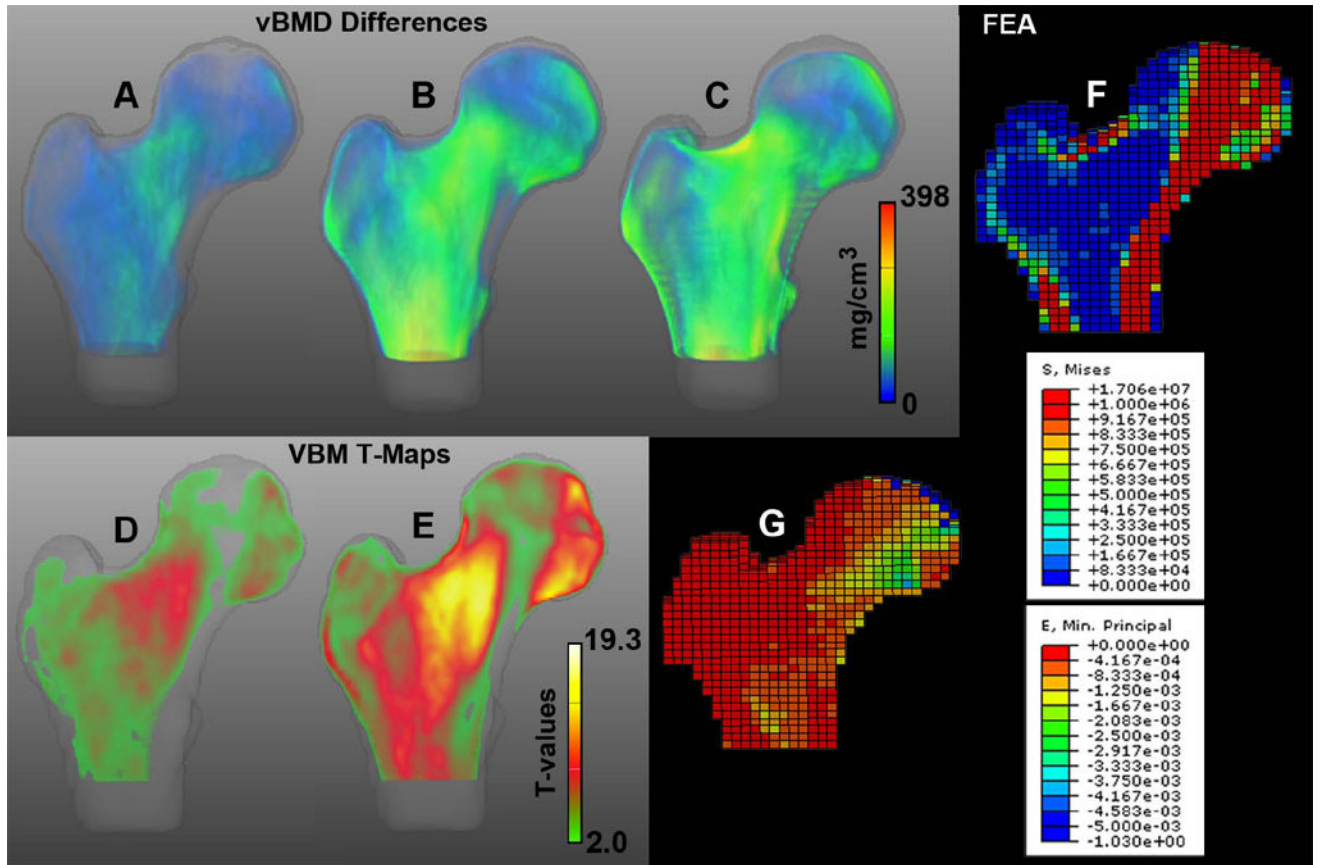 vBMD Differences
FEA
A
B
C
F
398
mg/cm³
0
S, Mises
+1.706e+07
+1.000e+06
+9.167e+05
+8.333e+05
+7.500e+05
+6.667e+05
+5.833e+05
+5.000e+05
+4.167e+05
+3.333e+05
+2.500e+05
+1.667e+05
+8.333e+04
+0.000e+00
VBM T-Maps
D
E
G
19.3
T-values
2.0
E, Min. Principal
+0.000e+00
-4.167e-04
-8.333e-04
-1.250e-03
-1.667e-03
-2.083e-03
-2.500e-03
-2.917e-03
-3.333e-03
-3.750e-03
-4.167e-03
-4.583e-03
-5.000e-03
-1.030e+00